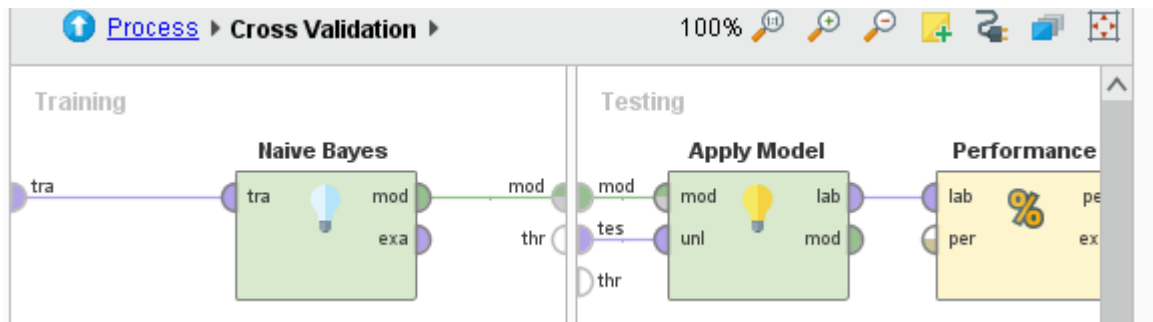 Process Cross Validation 100%
Training
Naive Bayes
tra
tra
mod
mod
exa
thr
Testing
Apply Model
Performance
mod
mod
lab
lab
pe
tes
unl
mod
per
ex
thr